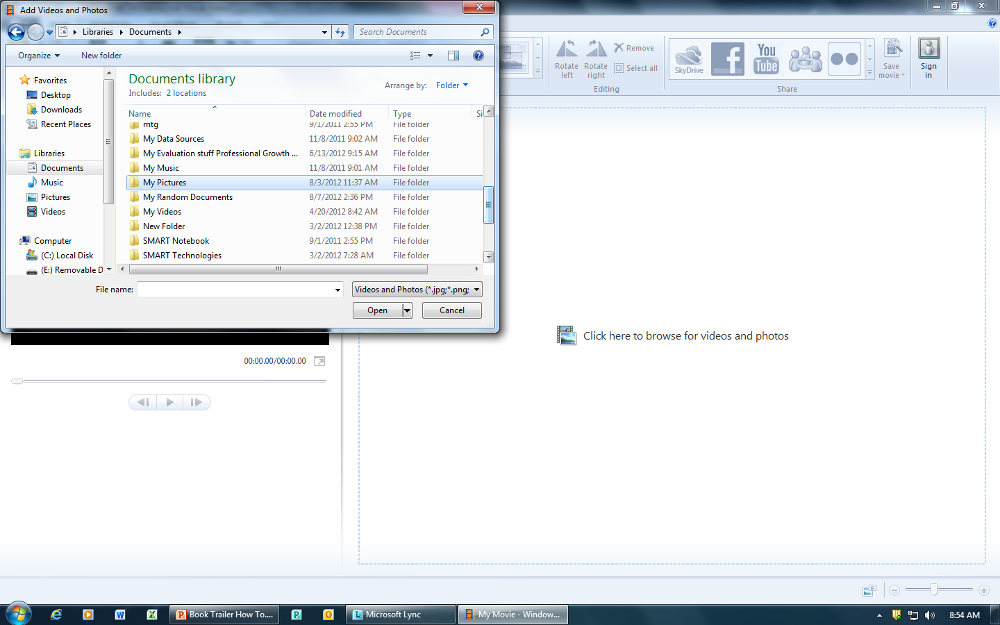 Add Videos and Photos
Libraries Documents
Search Documents
Organize New folder
Favorites
Desktop
Downloads
Recent Places
Libraries
Documents
Music
Pictures
Videos
Computer
(C:) Local Disk
(E:) Removable D
Documents library
Includes: 2 locations
Arrange by: Folder
Name Date modified Type Si
mtg 9/1/2011 2:55 PM File folder
My Data Sources 11/8/2011 9:02 AM File folder
My Evaluation stuff Professional Growth ... 6/13/2012 9:15 AM File folder
My Music 11/8/2011 9:01 AM File folder
My Pictures 8/3/2012 11:37 AM File folder
My Random Documents 8/7/2012 2:36 PM File folder
My Videos 4/20/2012 8:42 AM File folder
New Folder 3/2/2012 12:38 PM File folder
SMART Notebook 9/1/2011 2:55 PM File folder
SMART Technologies 3/2/2012 7:28 AM File folder
File name:
Videos and Photos (*.jpg;*.png;
Open Cancel
Rotate left
Rotate right
Remove
Select all
Editing
SkyDrive
You Tube
Share
Save movie
Sign in
Click here to browse for videos and photos
00:00.00/00:00.00
Book Trailer How To....
Microsoft Lync
My Movie - Window...
8:54 AM